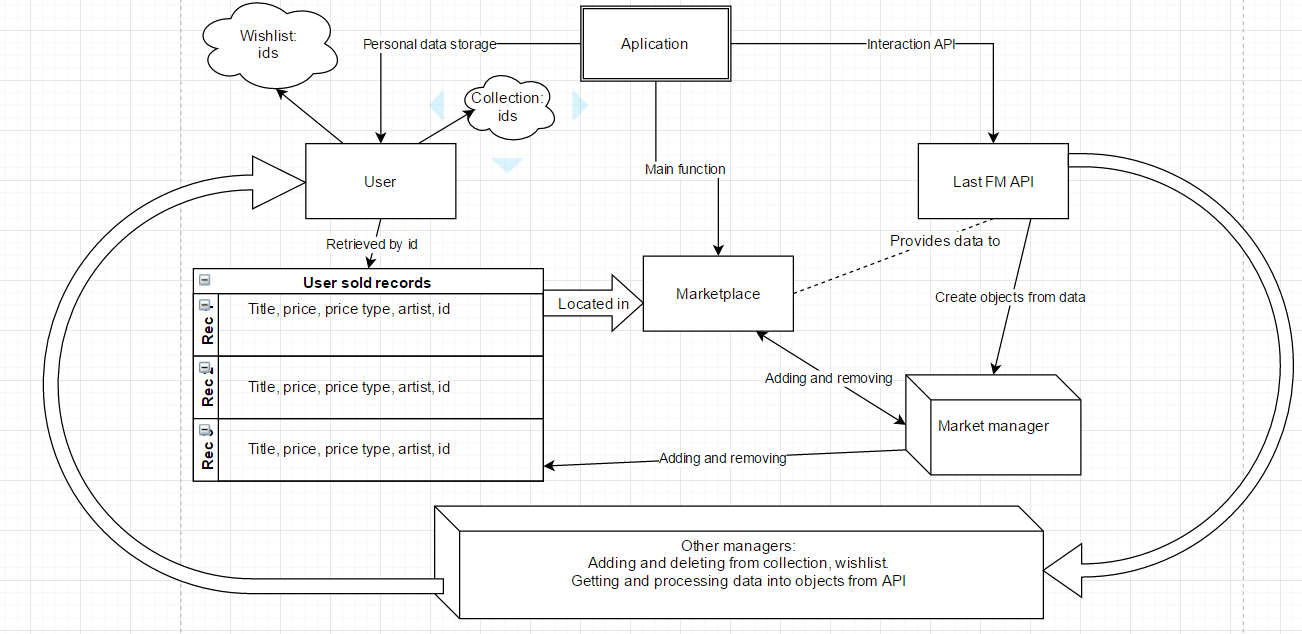 Wishlist:
ids
Personal data storage
Aplication
Interaction API
Collection:
ids
User
Main function
Last FM API
Retrieved by id
Provides data to
User sold records
Located in
Marketplace
Create objects from data
Rec
Title, price, price type, artist, id
Rec
Title, price, price type, artist, id
Rec
Title, price, price type, artist, id
Adding and removing
Market manager
Adding and removing
Other managers:
Adding and deleting from collection, wishlist.
Getting and processing data into objects from API